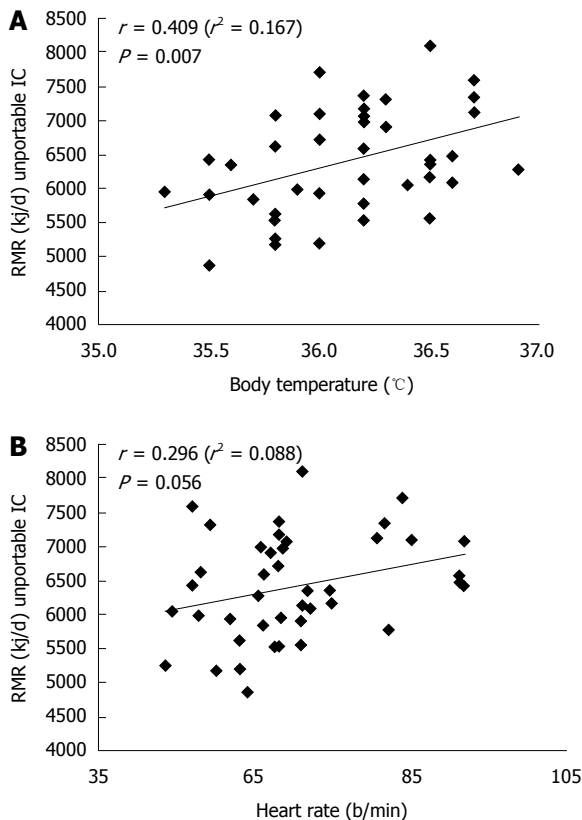 A
r = 0.409 (r² = 0.167)
P = 0.007
RMR (kj/d) unportable IC
8500
8000
7500
7000
6500
6000
5500
5000
4500
4000
35.0 35.5 36.0 36.5 37.0
Body temperature (℃)
B
r = 0.296 (r² = 0.088)
P = 0.056
RMR (kj/d) unportable IC
8500
8000
7500
7000
6500
6000
5500
5000
4500
4000
35 65 85 105
Heart rate (b/min)